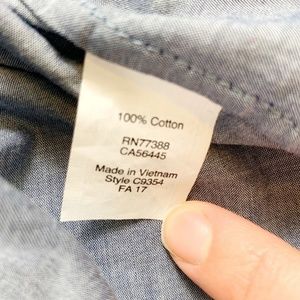 100% Cotton
RN77388
CA56445
Made in Vietnam
Style C9354
FA 17